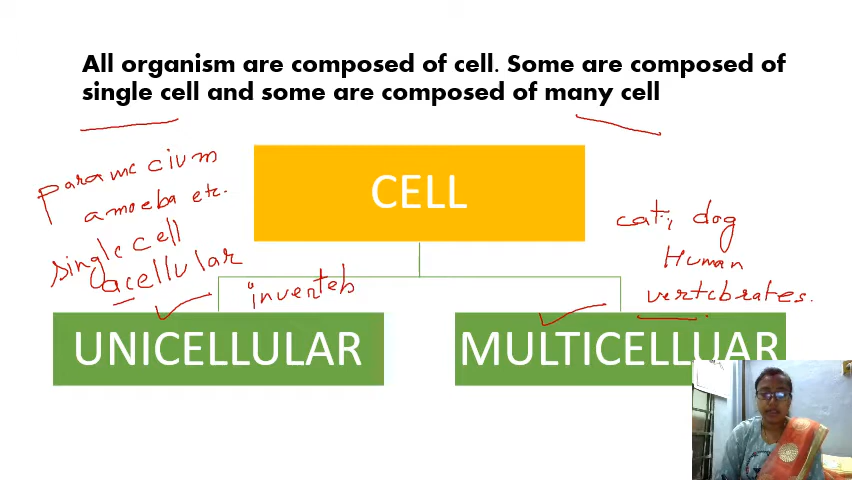 All organism are composed of cell. Some are composed of
single cell and some are composed of many cell
paramecium
amoeba etc.
single cell
acellular
inverteb
CELL
cat, dog
Human
vertebrates.
UNICELLULAR
MULTICELLUAR